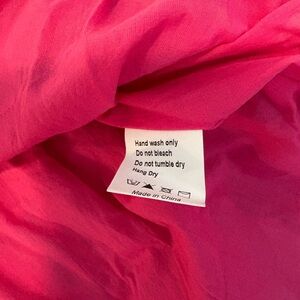 Hand wash only
Do not bleach
Do not tumble dry
Hang Dry
Made in China